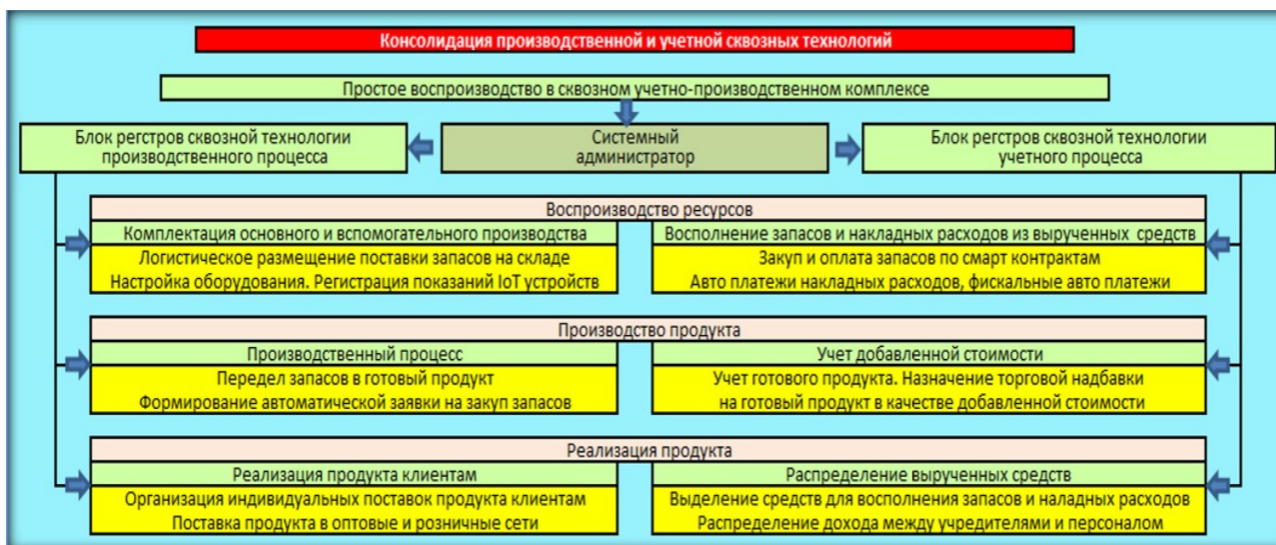 Консолидация производственной и учетной сквозных технологий
Простое воспроизводство в сквозном учетно-производственном комплексе
Блок регстров сквозной технологии
производственного процесса
Системный
администратор
Блок регстров сквозной технологии
учетного процесса
Воспроизводство ресурсов
Комплектация основного и вспомогательного производства
Восполнение запасов и накладных расходов из вырученных средств
Логистическое размещение поставки запасов на складе
Настройка оборудования. Регистрация показаний IoT устройств
Закуп и оплата запасов по смарт контрактам
Авто платежи накладных расходов, фискальные авто платежи
Производство продукта
Производственный процесс
Учет добавленной стоимости
Передел запасов в готовый продукт
Формирование автоматической заявки на закуп запасов
Учет готового продукта. Назначение торговой надбавки
на готовый продукт в качестве добавленной стоимости
Реализация продукта
Реализация продукта клиентам
Распределение вырученных средств
Организация индивидуальных поставок продукта клиентам
Поставка продукта в оптовые и розничные сети
Выделение средств для восполнения запасов и наладных расходов
Распределение дохода между учредителями и персоналом